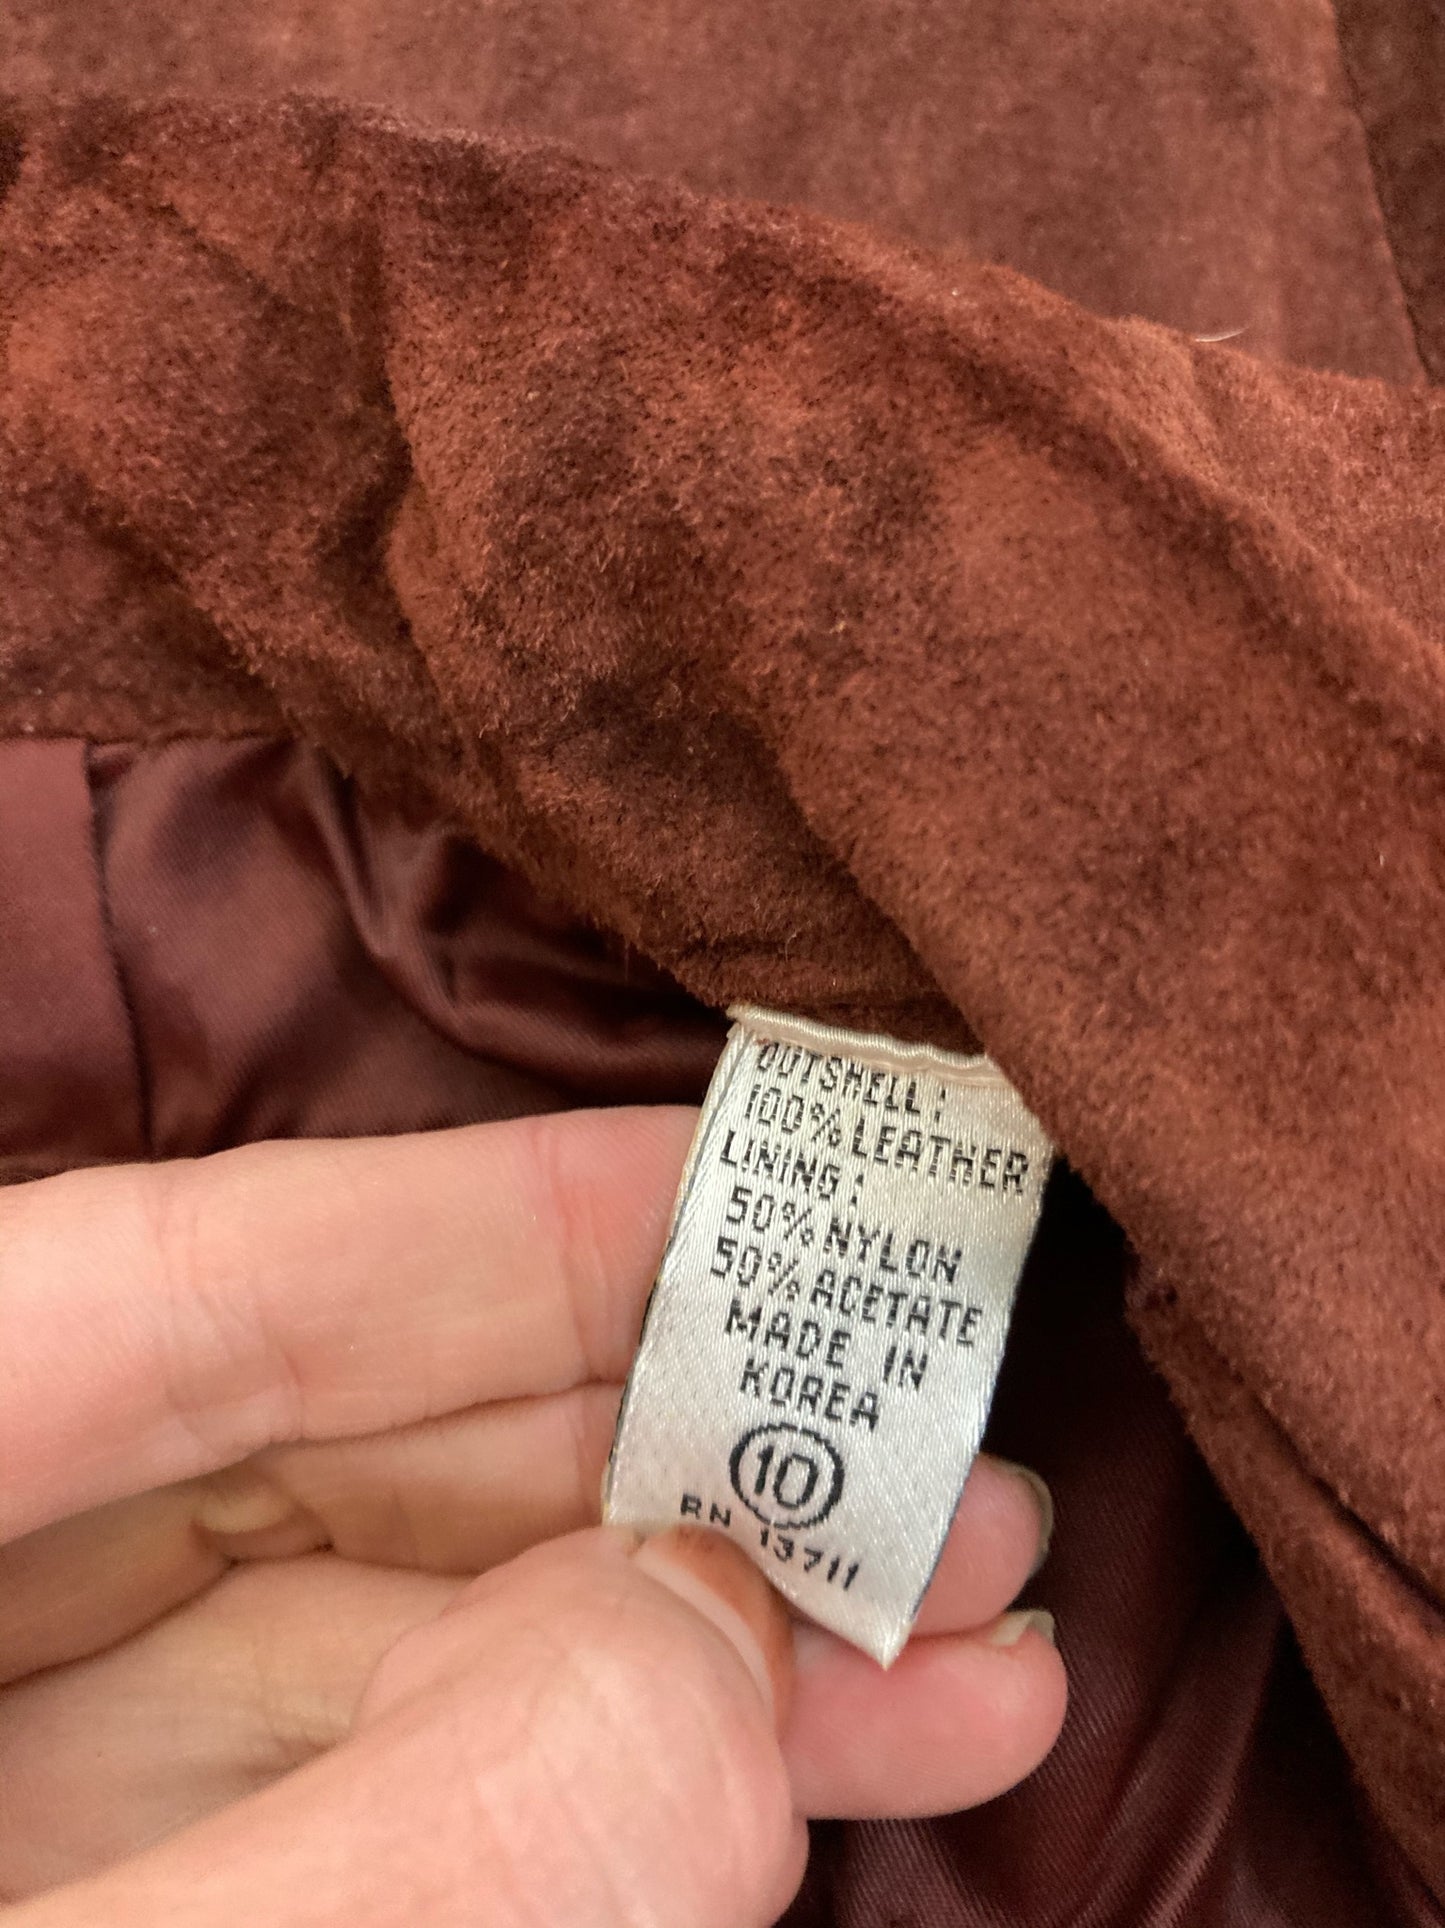 OUTSHELL:
100% LEATHER
LINING:
50% NYLON
50% ACETATE
MADE IN
KOREA
10
RN 13711